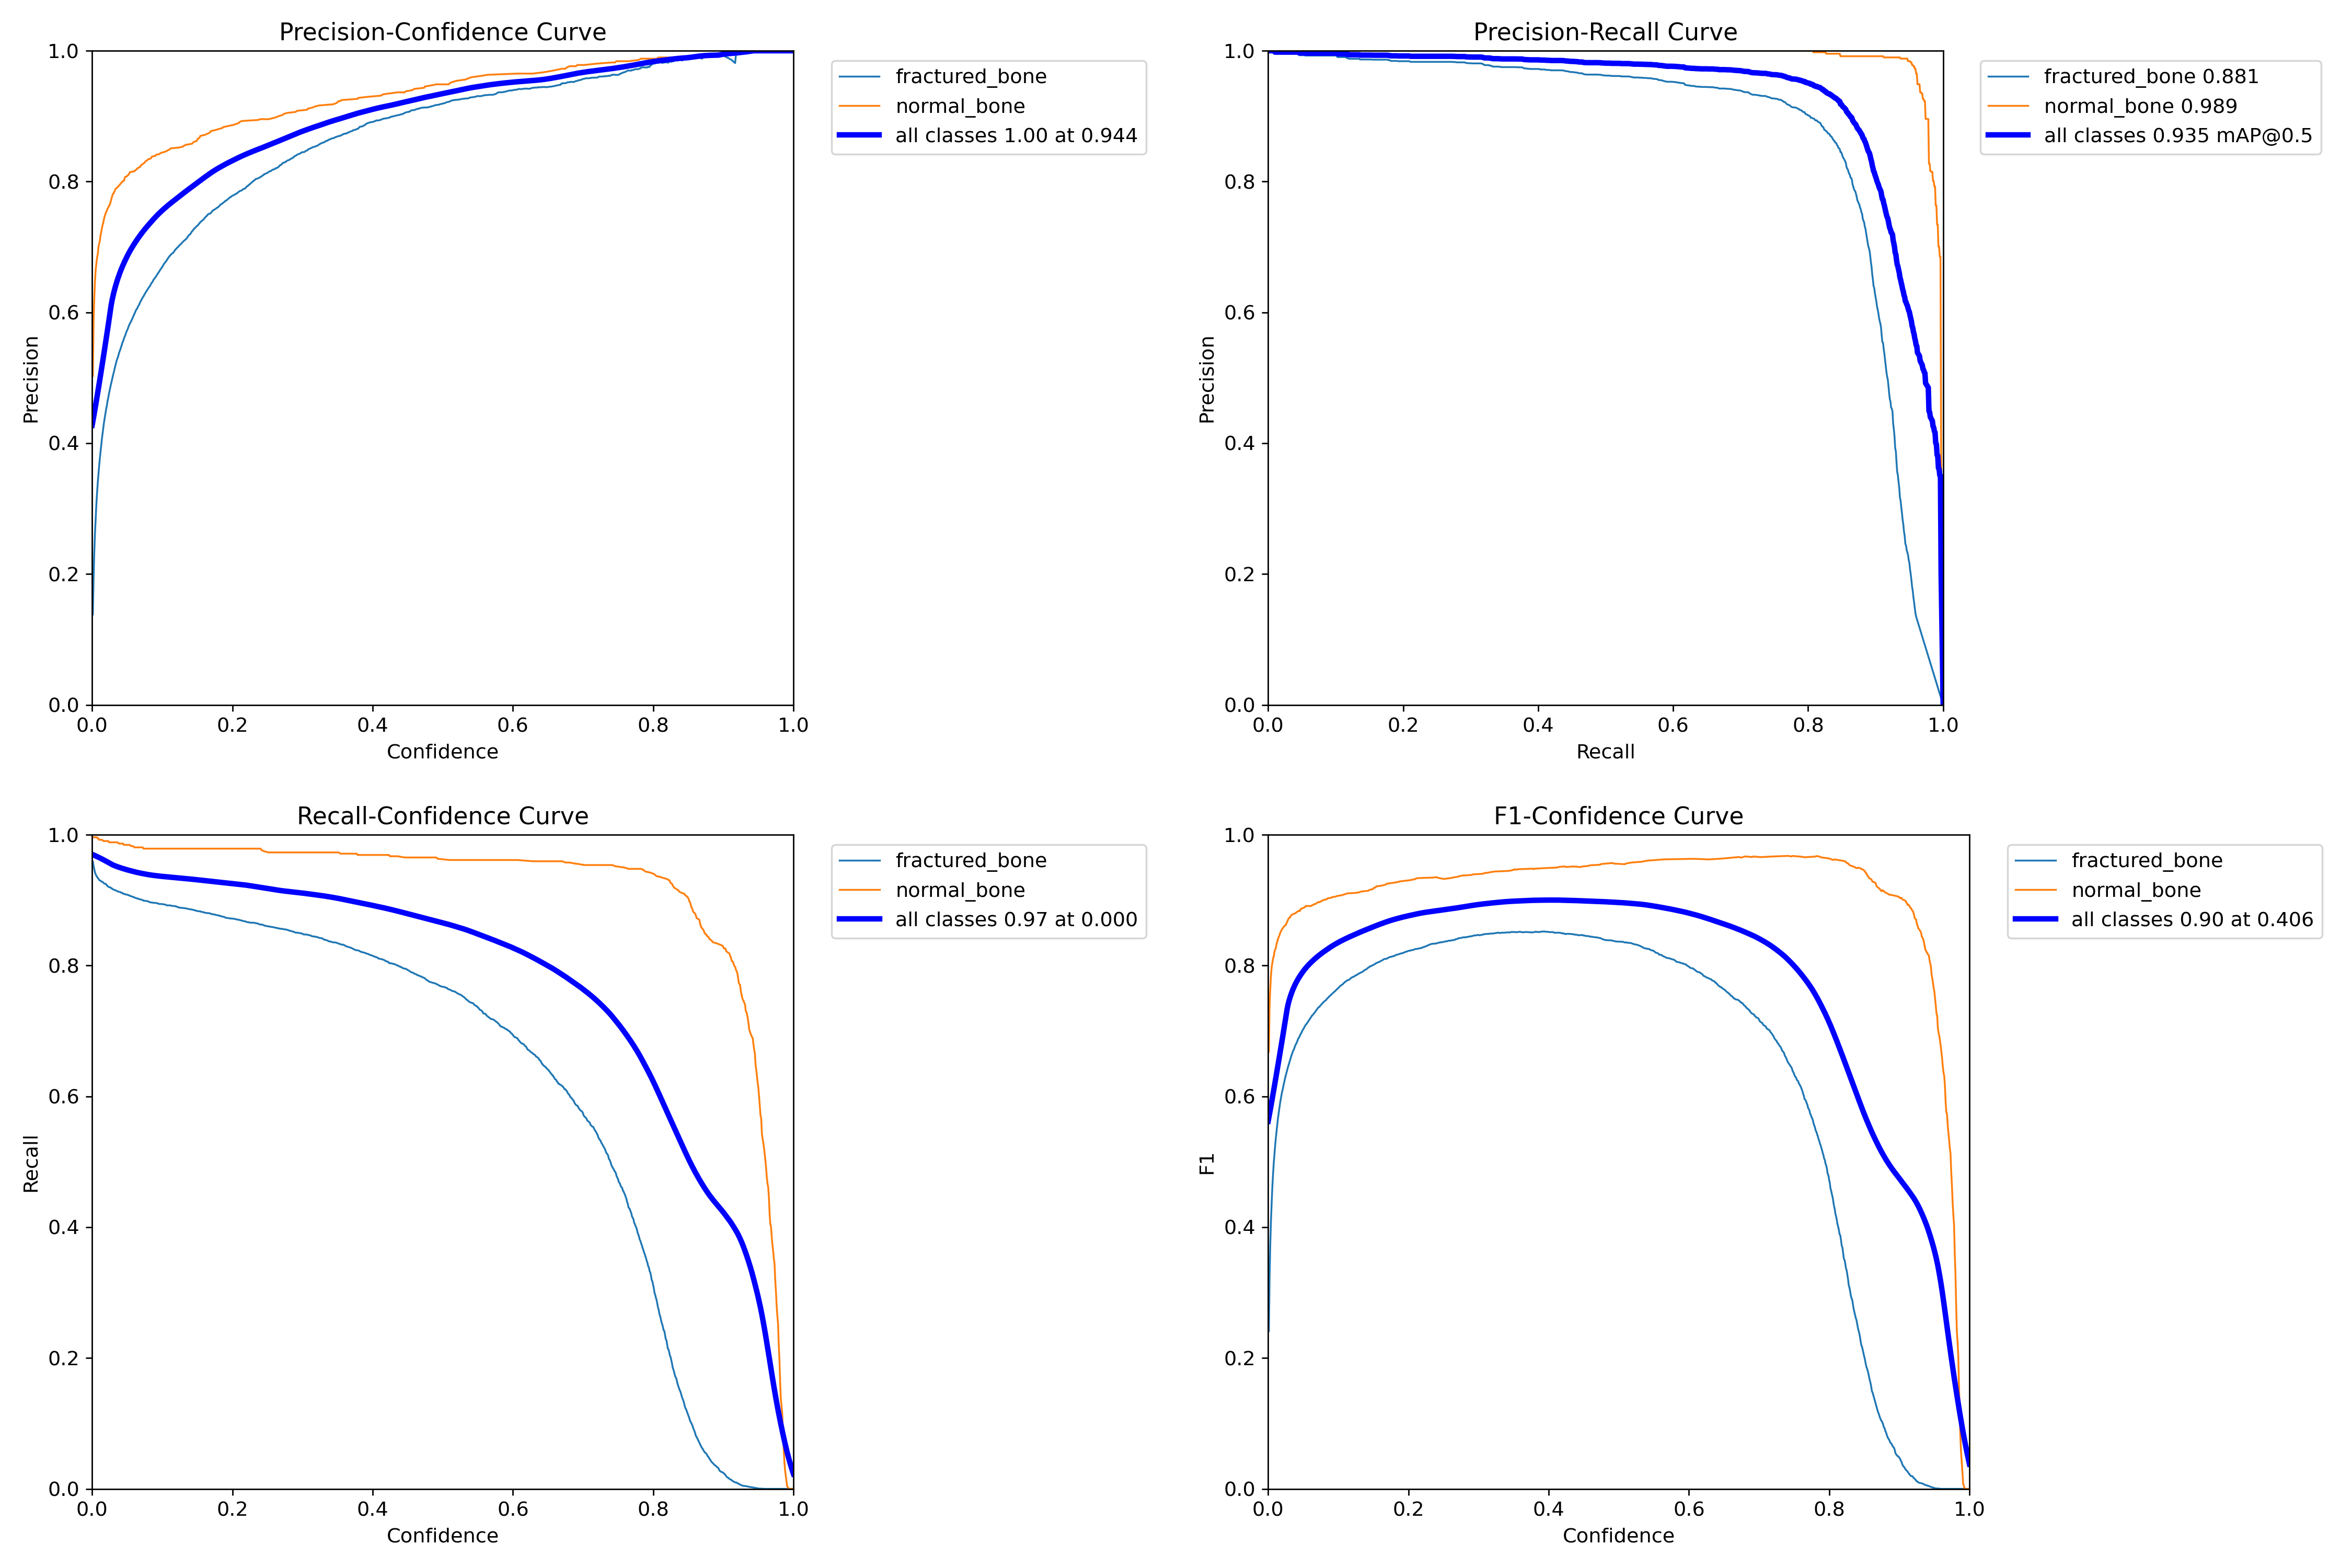 Precision-Confidence Curve
1.0
0.8
0.6
0.4
0.2
0.0
Precision
0.0 0.2 0.4 0.6 0.8 1.0
Confidence
fractured_bone
normal_bone
all classes 1.00 at 0.944
Precision-Recall Curve
1.0
0.8
0.6
0.4
0.2
0.0
Precision
0.0 0.2 0.4 0.6 0.8 1.0
Recall
fractured_bone 0.881
normal_bone 0.989
all classes 0.935 mAP@0.5
Recall-Confidence Curve
1.0
0.8
0.6
0.4
0.2
0.0
Recall
0.0 0.2 0.4 0.6 0.8 1.0
Confidence
fractured_bone
normal_bone
all classes 0.97 at 0.000
F1-Confidence Curve
1.0
0.8
0.6
0.4
0.2
0.0
F1
0.0 0.2 0.4 0.6 0.8 1.0
Confidence
fractured_bone
normal_bone
all classes 0.90 at 0.406